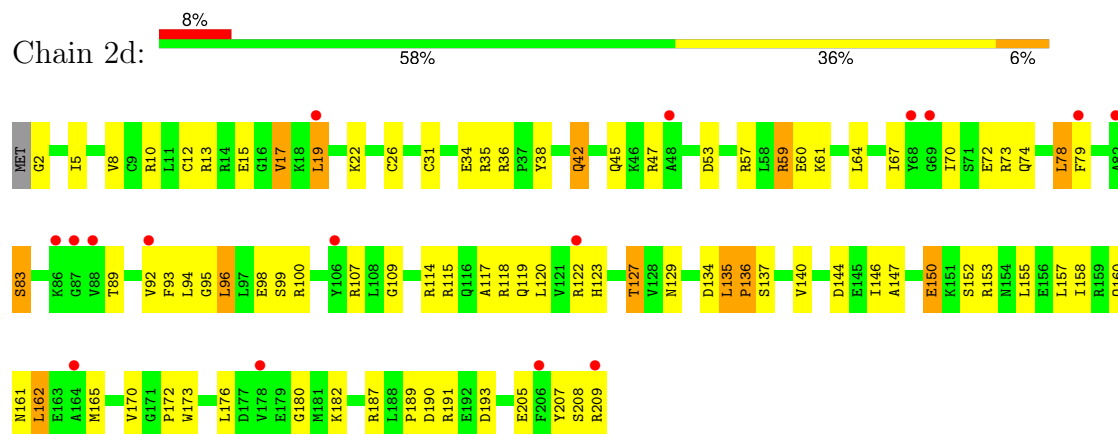 8%
Chain 2d:
58% 36% 6%
MET G2 I5 V8 C9 R10 L11 C12 R13 R14 E15 G16 V17 K18 L19 K22 C26 C31 E34 R35 R36 P37 Y38 Q42 Q45 K46 R47 A48 D53 R57 L58 R59 E60 K61 L64 I67 Y68 G69 I70 S71 E72 R73 Q74 L78 F79 A82
S83 K86 G87 V88 T89 V92 F93 L94 G95 L96 L97 E98 S99 R100 Y106 R107 L108 G109 R114 R115 Q116 A117 R118 Q119 L120 V121 R122 H123 T127 V128 N129 D134 L135 P136 S137 V140 D144 E145 I146 A147 E150 K151 S152 R153 N154 L155 E156 L157 I158 R159 Q160
N161 L162 E163 A164 M165 V170 G171 P172 W173 L176 D177 V178 E179 G180 M181 K182 R187 L188 P189 D190 R191 E192 D193 E205 F206 Y207 S208 R209